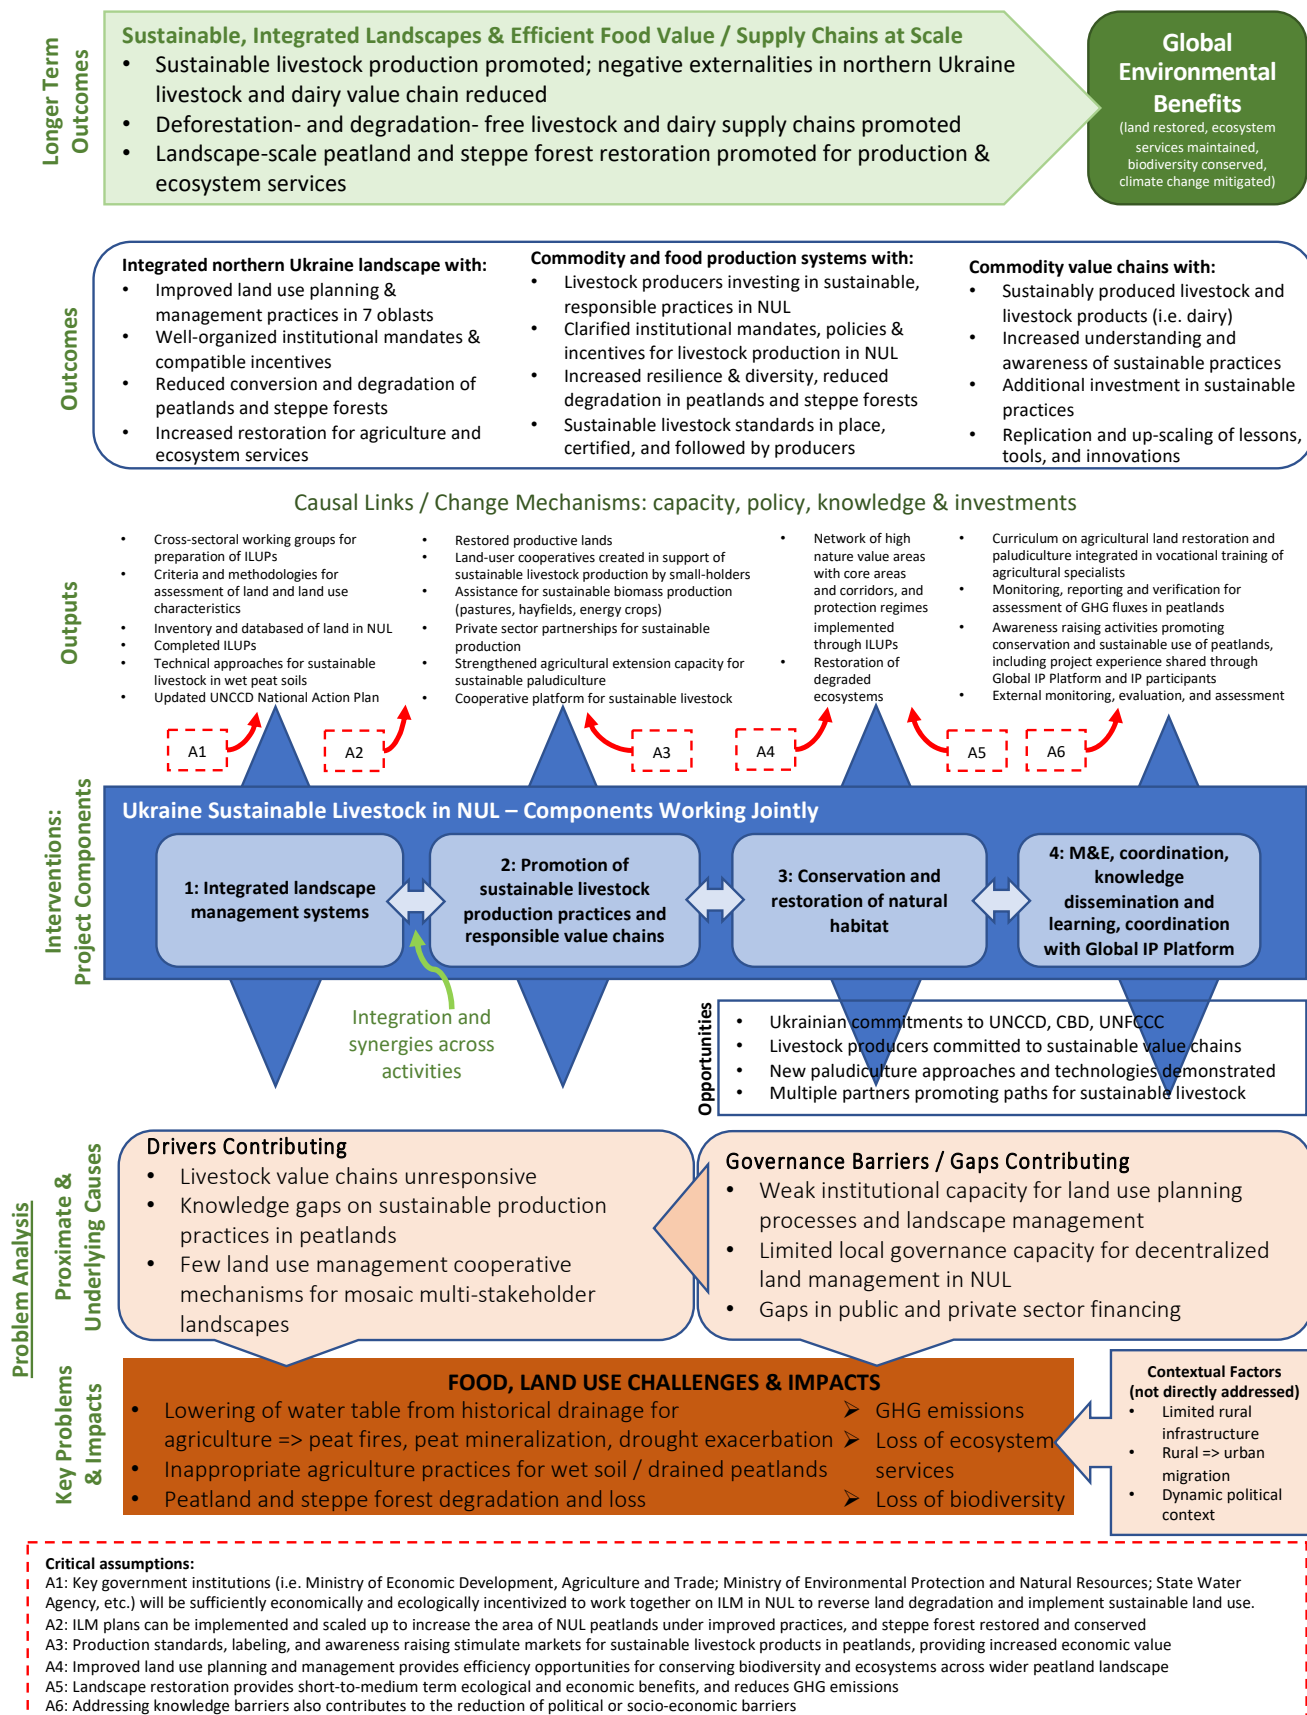 Longer Term
Outcomes
Sustainable, Integrated Landscapes & Efficient Food Value / Supply Chains at Scale
• Sustainable livestock production promoted; negative externalities in northern Ukraine
livestock and dairy value chain reduced
• Deforestation- and degradation- free livestock and dairy supply chains promoted
• Landscape-scale peatland and steppe forest restoration promoted for production &
ecosystem services
Global
Environmental
Benefits
(land restored, ecosystem
services maintained,
biodiversity conserved,
climate change mitigated)
Outcomes
Integrated northern Ukraine landscape with:
• Improved land use planning &
management practices in 7 oblasts
• Well-organized institutional mandates &
compatible incentives
• Reduced conversion and degradation of
peatlands and steppe forests
• Increased restoration for agriculture and
ecosystem services
Commodity and food production systems with:
• Livestock producers investing in sustainable,
responsible practices in NUL
• Clarified institutional mandates, policies &
incentives for livestock production in NUL
• Increased resilience & diversity, reduced
degradation in peatlands and steppe forests
• Sustainable livestock standards in place,
certified, and followed by producers
Commodity value chains with:
• Sustainably produced livestock and
livestock products (i.e. dairy)
• Increased understanding and
awareness of sustainable practices
• Additional investment in sustainable
practices
• Replication and up-scaling of lessons,
tools, and innovations
Causal Links / Change Mechanisms: capacity, policy, knowledge & investments
Outputs
• Cross-sectoral working groups for
preparation of ILUPs
• Criteria and methodologies for
assessment of land and land use
characteristics
• Inventory and databased of land in NUL
• Completed ILUPs
• Technical approaches for sustainable
livestock in wet peat soils
• Updated UNCCD National Action Plan
• Restored productive lands
• Land-user cooperatives created in support of
sustainable livestock production by small-holders
• Assistance for sustainable biomass production
(pastures, hayfields, energy crops)
• Private sector partnerships for sustainable
production
• Strengthened agricultural extension capacity for
sustainable paludiculture
• Cooperative platform for sustainable livestock
• Network of high
nature value areas
with core areas
and corridors, and
protection regimes
implemented
through ILUPs
• Restoration of
degraded
ecosystems
• Curriculum on agricultural land restoration and
paludiculture integrated in vocational training of
agricultural specialists
• Monitoring, reporting and verification for
assessment of GHG fluxes in peatlands
• Awareness raising activities promoting
conservation and sustainable use of peatlands,
including project experience shared through
Global IP Platform and IP participants
• External monitoring, evaluation, and assessment
A1
A2
A3
A4
A5
A6
Interventions:
Project Components
Ukraine Sustainable Livestock in NUL – Components Working Jointly
1: Integrated landscape
management systems
2: Promotion of
sustainable livestock
production practices and
responsible value chains
3: Conservation and
restoration of natural
habitat
4: M&E, coordination,
knowledge
dissemination and
learning, coordination
with Global IP Platform
Integration and
synergies across
activities
Opportunities
• Ukrainian commitments to UNCCD, CBD, UNFCCC
• Livestock producers committed to sustainable value chains
• New paludiculture approaches and technologies demonstrated
• Multiple partners promoting paths for sustainable livestock
Problem Analysis
Proximate &
Underlying Causes
Drivers Contributing
• Livestock value chains unresponsive
• Knowledge gaps on sustainable production
practices in peatlands
• Few land use management cooperative
mechanisms for mosaic multi-stakeholder
landscapes
Governance Barriers / Gaps Contributing
• Weak institutional capacity for land use planning
processes and landscape management
• Limited local governance capacity for decentralized
land management in NUL
• Gaps in public and private sector financing
Key Problems
& Impacts
FOOD, LAND USE CHALLENGES & IMPACTS
• Lowering of water table from historical drainage for
agriculture => peat fires, peat mineralization, drought exacerbation
• Inappropriate agriculture practices for wet soil / drained peatlands
• Peatland and steppe forest degradation and loss
➢ GHG emissions
➢ Loss of ecosystem
services
➢ Loss of biodiversity
Contextual Factors
(not directly addressed)
• Limited rural
infrastructure
• Rural => urban
migration
• Dynamic political
context
Critical assumptions:
A1: Key government institutions (i.e. Ministry of Economic Development, Agriculture and Trade; Ministry of Environmental Protection and Natural Resources; State Water
Agency, etc.) will be sufficiently economically and ecologically incentivized to work together on ILM in NUL to reverse land degradation and implement sustainable land use.
A2: ILM plans can be implemented and scaled up to increase the area of NUL peatlands under improved practices, and steppe forest restored and conserved
A3: Production standards, labeling, and awareness raising stimulate markets for sustainable livestock products in peatlands, providing increased economic value
A4: Improved land use planning and management provides efficiency opportunities for conserving biodiversity and ecosystems across wider peatland landscape
A5: Landscape restoration provides short-to-medium term ecological and economic benefits, and reduces GHG emissions
A6: Addressing knowledge barriers also contributes to the reduction of political or socio-economic barriers